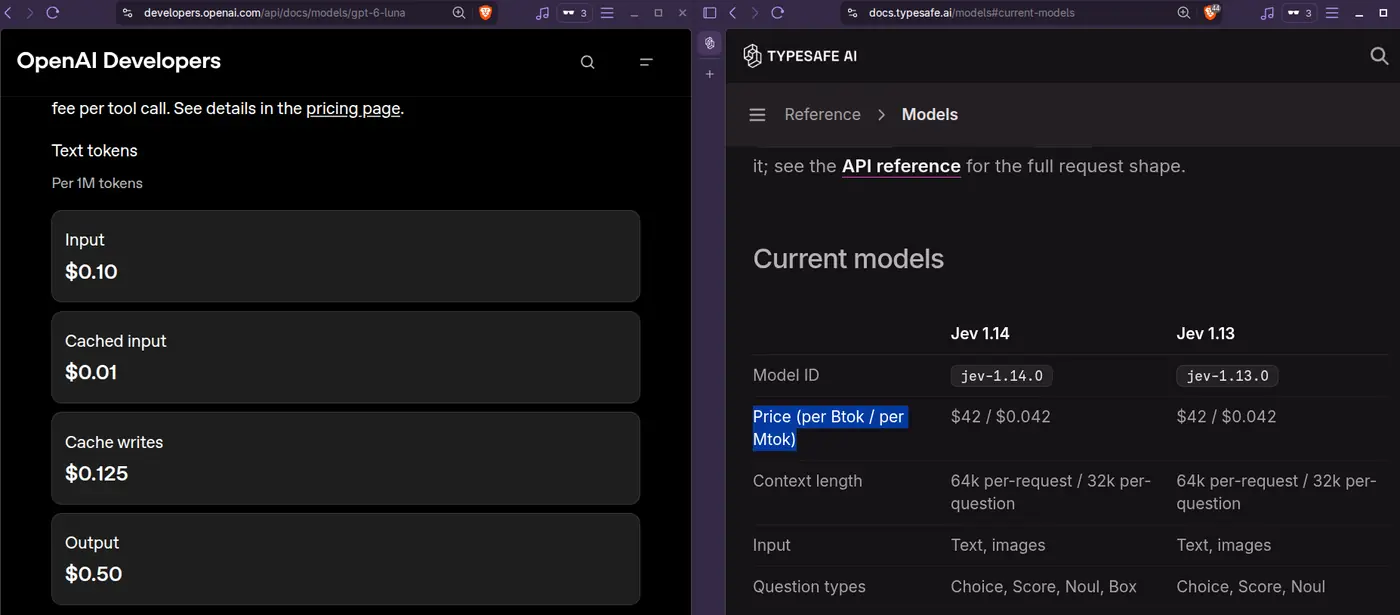 developers.openai.com/api/docs/models/gpt-6-luna
3
docs.typesafe.ai/models#current-models
44
3
OpenAI Developers
fee per tool call. See details in the pricing page.
Text tokens
Per 1M tokens
Input
$0.10
Cached input
$0.01
Cache writes
$0.125
Output
$0.50
TYPESAFE AI
Reference > Models
it; see the API reference for the full request shape.
Current models
Jev 1.14 Jev 1.13
Model ID jev-1.14.0 jev-1.13.0
Price (per Btok / per $42 / $0.042 $42 / $0.042
Mtok)
Context length 64k per-request / 32k per- 64k per-request / 32k per-
question question
Input Text, images Text, images
Question types Choice, Score, Noul, Box Choice, Score, Noul